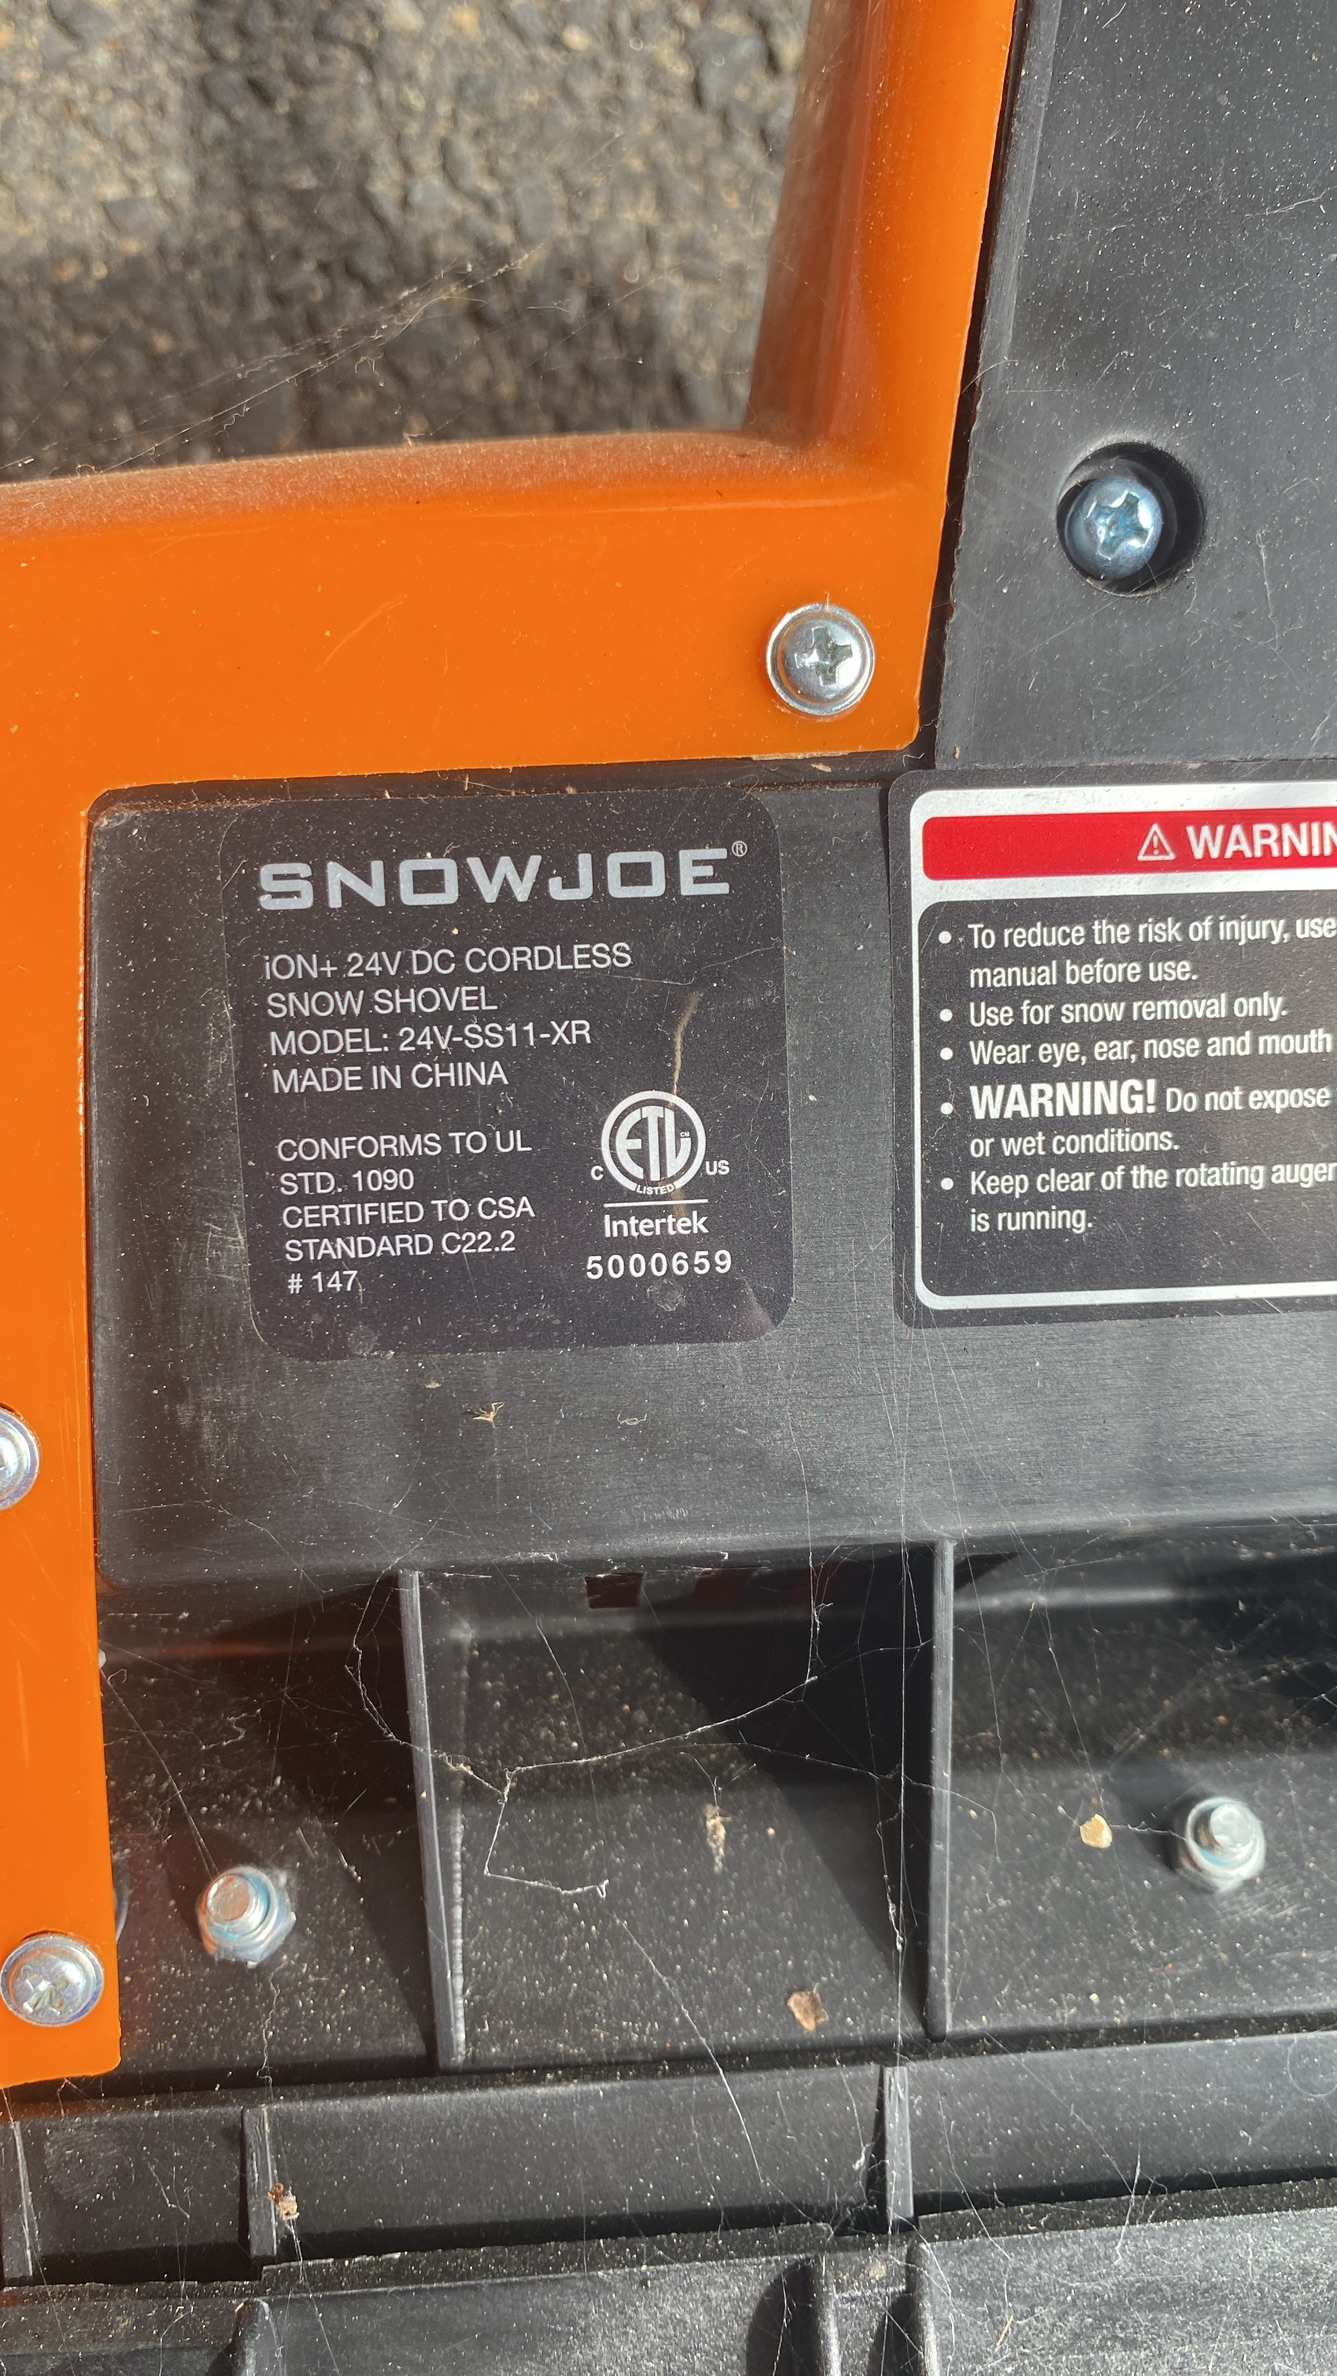 SNOWJOE®
iON+ 24V DC CORDLESS
SNOW SHOVEL
MODEL: 24V-SS11-XR
MADE IN CHINA
CONFORMS TO UL
STD. 1090
CERTIFIED TO CSA
STANDARD C22.2
# 147
ETL CM
C US
LISTED
Intertek
5000659
⚠ WARNIN
• To reduce the risk of injury, use
manual before use.
• Use for snow removal only.
• Wear eye, ear, nose and mouth
• WARNING! Do not expose
or wet conditions.
• Keep clear of the rotating auger
is running.